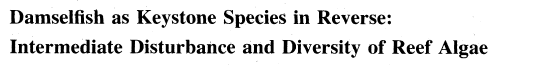 Damselfish as Keystone Species in Reverse:
Intermediate Disturbance and Diversity of Reef Algae